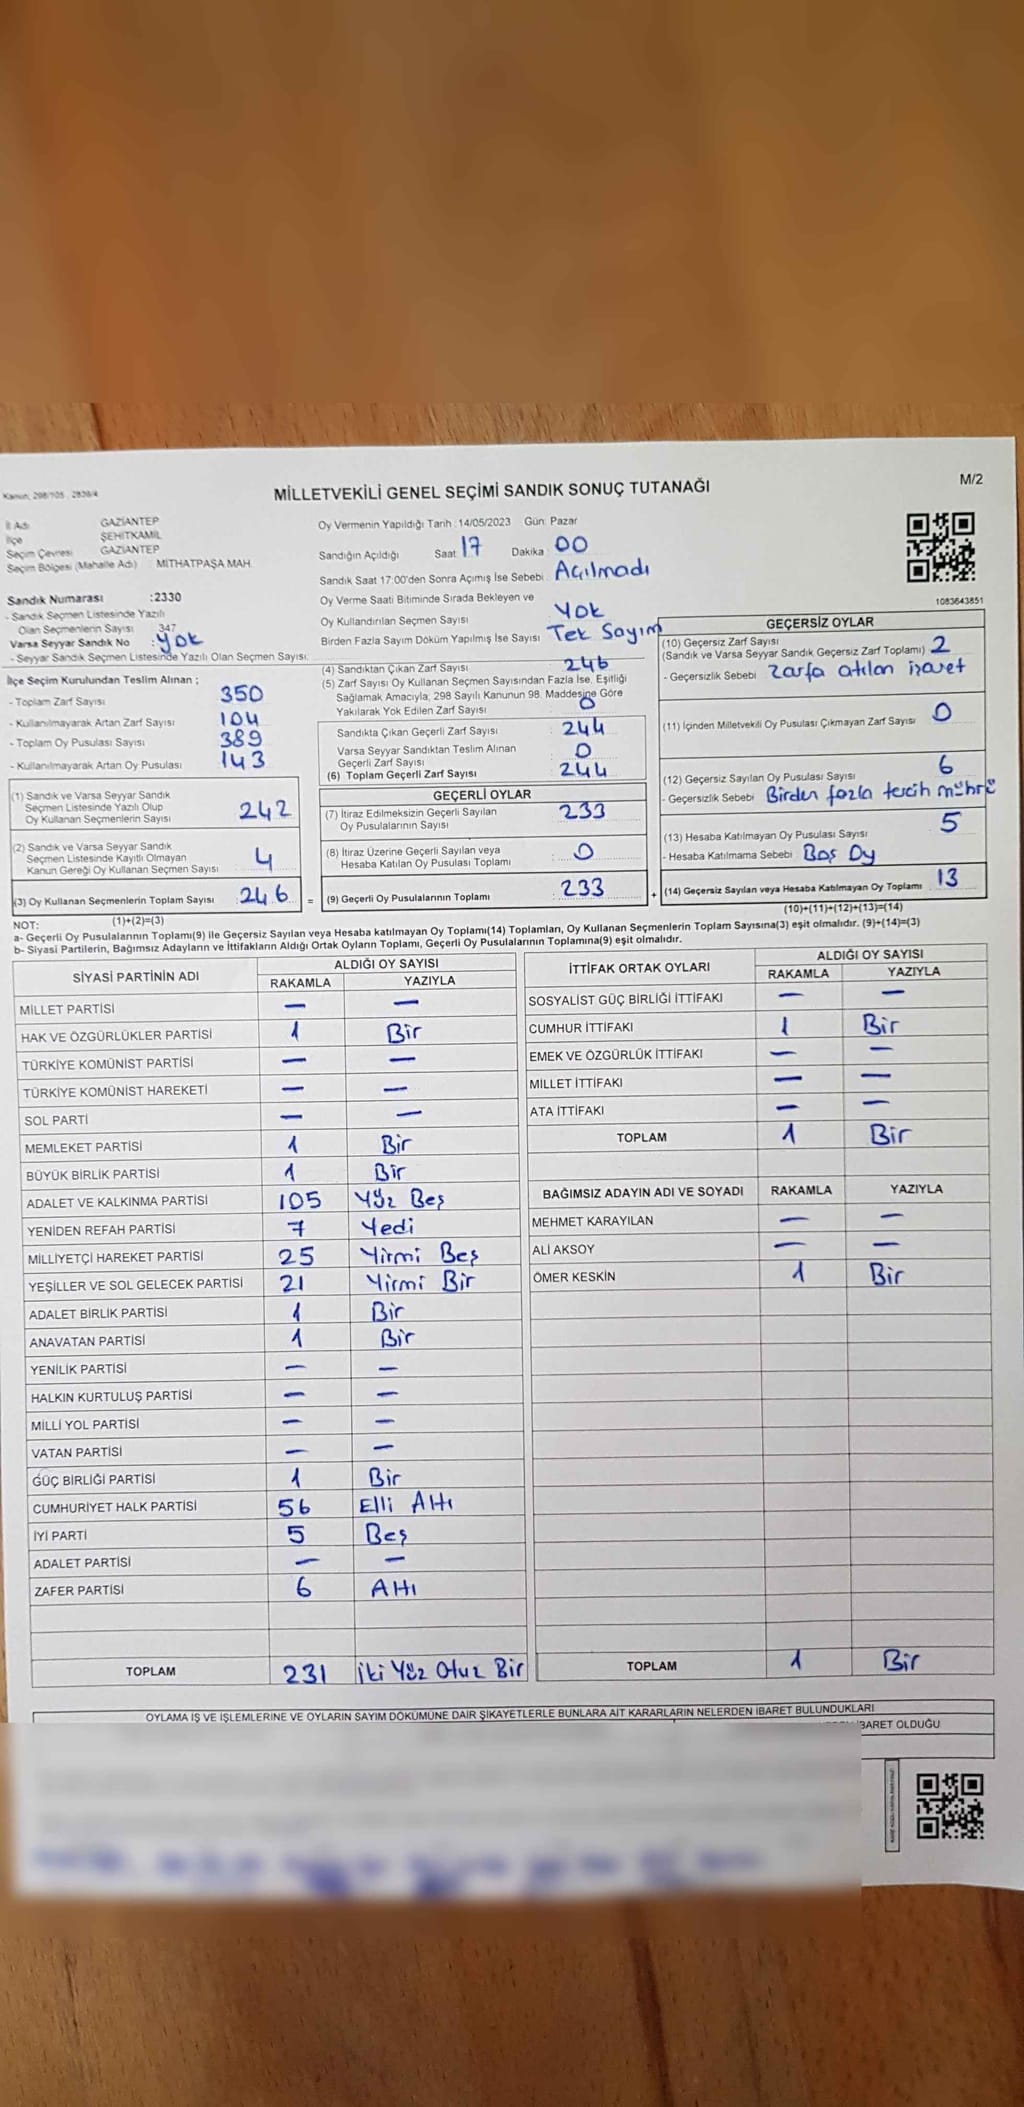 Kanun; 298/105 , 2839/4
MİLLETVEKİLİ GENEL SEÇİMİ SANDIK SONUÇ TUTANAĞI
M/2
İl Adı GAZİANTEP
İlçe ŞEHİTKAMİL
Seçim Çevresi GAZİANTEP
Seçim Bölgesi (Mahalle Adı) : MİTHATPAŞA MAH.
Oy Vermenin Yapıldığı Tarih : 14/05/2023 Gün: Pazar
Sandığın Açıldığı Saat 17 Dakika 00
Sandık Saat 17:00'den Sonra Açımış İse Sebebi : Açılmadı
Oy Verme Saati Bitiminde Sırada Bekleyen ve
Oy Kullandırılan Seçmen Sayısı Yok
Birden Fazla Sayım Döküm Yapılmış İse Sayısı Tek Sayım
1083643851
Sandık Numarası :2330
- Sandık Seçmen Listesinde Yazılı
Olan Seçmenlerin Sayısı 347
Varsa Seyyar Sandık No : Yok
- Seyyar Sandık Seçmen Listesinde Yazılı Olan Seçmen Sayısı:
İlçe Seçim Kurulundan Teslim Alınan ;
- Toplam Zarf Sayısı 350
- Kullanılmayarak Artan Zarf Sayısı 104
- Toplam Oy Pusulası Sayısı 389
- Kullanılmayarak Artan Oy Pusulası 143
(1) Sandık ve Varsa Seyyar Sandık
Seçmen Listesinde Yazılı Olup
Oy Kullanan Seçmenlerin Sayısı 242
(2) Sandık ve Varsa Seyyar Sandık
Seçmen Listesinde Kayıtlı Olmayan
Kanun Gereği Oy Kullanan Seçmen Sayısı 4
(3) Oy Kullanan Seçmenlerin Toplam Sayısı :246 =
(1)+(2)=(3)
(4) Sandıktan Çıkan Zarf Sayısı 246
(5) Zarf Sayısı Oy Kullanan Seçmen Sayısından Fazla İse, Eşitliği
Sağlamak Amacıyla; 298 Sayılı Kanunun 98. Maddesine Göre
Yakılarak Yok Edilen Zarf Sayısı 0
Sandıkta Çıkan Geçerli Zarf Sayısı 244
Varsa Seyyar Sandıktan Teslim Alınan
Geçerli Zarf Sayısı 0
(6) Toplam Geçerli Zarf Sayısı 244
GEÇERLİ OYLAR
(7) İtiraz Edilmeksizin Geçerli Sayılan
Oy Pusulalarının Sayısı 233
(8) İtiraz Üzerine Geçerli Sayılan veya
Hesaba Katılan Oy Pusulası Toplamı 0
(9) Geçerli Oy Pusulalarının Toplamı 233 +
GEÇERSİZ OYLAR
(10) Geçersiz Zarf Sayısı
(Sandık ve Varsa Seyyar Sandık Geçersiz Zarf Toplamı) 2
- Geçersizlik Sebebi Zarfa atılan işaret
(11) İçinden Milletvekili Oy Pusulası Çıkmayan Zarf Sayısı 0
(12) Geçersiz Sayılan Oy Pusulası Sayısı 6
- Geçersizlik Sebebi Birden fazla tercih mührü
(13) Hesaba Katılmayan Oy Pusulası Sayısı 5
- Hesaba Katılmama Sebebi Boş Oy
(14) Geçersiz Sayılan veya Hesaba Katılmayan Oy Toplamı 13
(10)+(11)+(12)+(13)=(14)
NOT:
a- Geçerli Oy Pusulalarının Toplamı(9) ile Geçersiz Sayılan veya Hesaba katılmayan Oy Toplamı(14) Toplamları, Oy Kullanan Seçmenlerin Toplam Sayısına(3) eşit olmalıdır. (9)+(14)=(3)
b- Siyasi Partilerin, Bağımsız Adayların ve İttifakların Aldığı Ortak Oyların Toplamı, Geçerli Oy Pusulalarının Toplamına(9) eşit olmalıdır.
SİYASİ PARTİNİN ADI ALDIĞI OY SAYISI
RAKAMLA YAZIYLA
MİLLET PARTİSİ — —
HAK VE ÖZGÜRLÜKLER PARTİSİ 1 Bir
TÜRKİYE KOMÜNİST PARTİSİ — —
TÜRKİYE KOMÜNİST HAREKETİ — —
SOL PARTİ — —
MEMLEKET PARTİSİ 1 Bir
BÜYÜK BİRLİK PARTİSİ 1 Bir
ADALET VE KALKINMA PARTİSİ 105 Yüz Beş
YENİDEN REFAH PARTİSİ 7 Yedi
MİLLİYETÇİ HAREKET PARTİSİ 25 Yirmi Beş
YEŞİLLER VE SOL GELECEK PARTİSİ 21 Yirmi Bir
ADALET BİRLİK PARTİSİ 1 Bir
ANAVATAN PARTİSİ 1 Bir
YENİLİK PARTİSİ — —
HALKIN KURTULUŞ PARTİSİ — —
MİLLİ YOL PARTİSİ — —
VATAN PARTİSİ — —
GÜÇ BİRLİĞİ PARTİSİ 1 Bir
CUMHURİYET HALK PARTİSİ 56 Elli Altı
İYİ PARTİ 5 Beş
ADALET PARTİSİ — —
ZAFER PARTİSİ 6 Altı
TOPLAM 231 İki Yüz Otuz Bir
İTTİFAK ORTAK OYLARI ALDIĞI OY SAYISI
RAKAMLA YAZIYLA
SOSYALİST GÜÇ BİRLİĞİ İTTİFAKI — —
CUMHUR İTTİFAKI 1 Bir
EMEK VE ÖZGÜRLÜK İTTİFAKI — —
MİLLET İTTİFAKI — —
ATA İTTİFAKI — —
TOPLAM 1 Bir
BAĞIMSIZ ADAYIN ADI VE SOYADI RAKAMLA YAZIYLA
MEHMET KARAYILAN — —
ALİ AKSOY — —
ÖMER KESKİN 1 Bir
TOPLAM 1 Bir
OYLAMA İŞ VE İŞLEMLERİNE VE OYLARIN SAYIM DÖKÜMÜNE DAİR ŞİKAYETLERLE BUNLARA AİT KARARLARIN NELERDEN İBARET BULUNDUKLARI
İBARET OLDUĞU